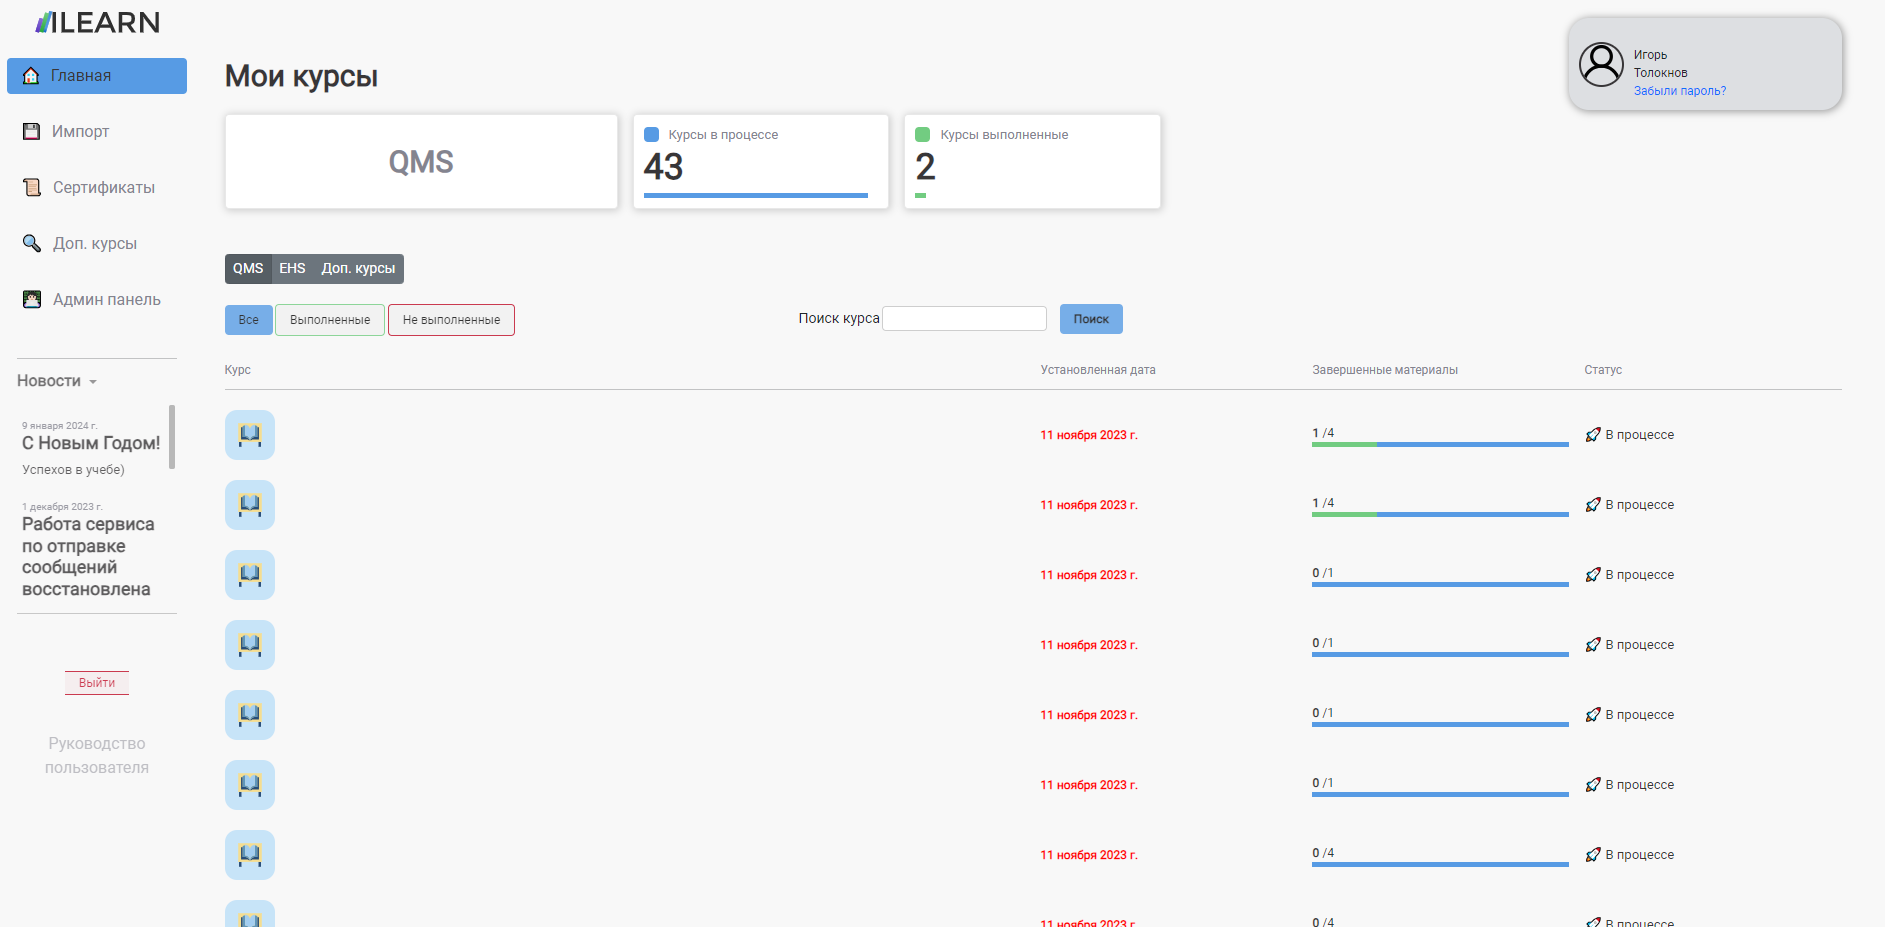 ILEARN
Главная
Импорт
Сертификаты
Доп. курсы
Админ панель
Новости
9 января 2024 г.
С Новым Годом!
Успехов в учебе)
1 декабря 2023 г.
Работа сервиса
по отправке
сообщений
восстановлена
Выйти
Руководство
пользователя
Игорь
Толокнов
Забыли пароль?
Мои курсы
QMS
Курсы в процессе
43
Курсы выполненные
2
QMS EHS Доп. курсы
Все Выполненные Не выполненные Поиск курса Поиск
Курс Установленная дата Завершенные материалы Статус
11 ноября 2023 г. 1 /4 В процессе
11 ноября 2023 г. 1 /4 В процессе
11 ноября 2023 г. 0 /1 В процессе
11 ноября 2023 г. 0 /1 В процессе
11 ноября 2023 г. 0 /1 В процессе
11 ноября 2023 г. 0 /1 В процессе
11 ноября 2023 г. 0 /4 В процессе
11 ноября 2023 г. 0 /4 В процессе